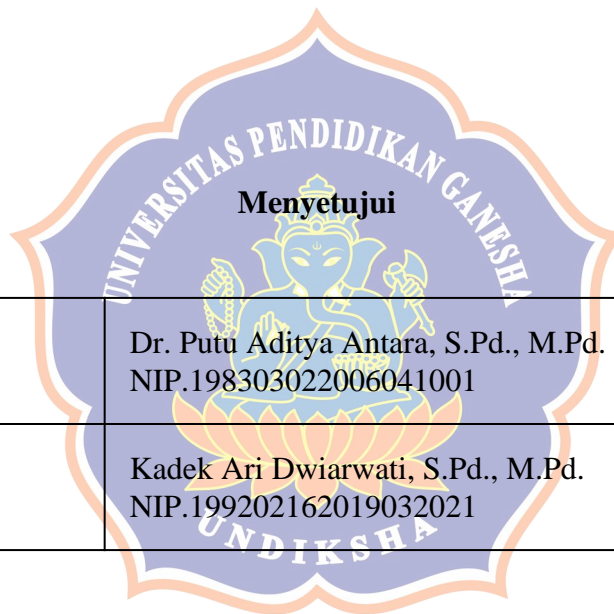 UNIVERSITAS PENDIDIKAN GANESHA
Menyetujui
Dr. Putu Aditya Antara, S.Pd., M.Pd.
NIP.198303022006041001
Kadek Ari Dwiarwati, S.Pd., M.Pd.
NIP.199202162019032021
UNDIKSHA